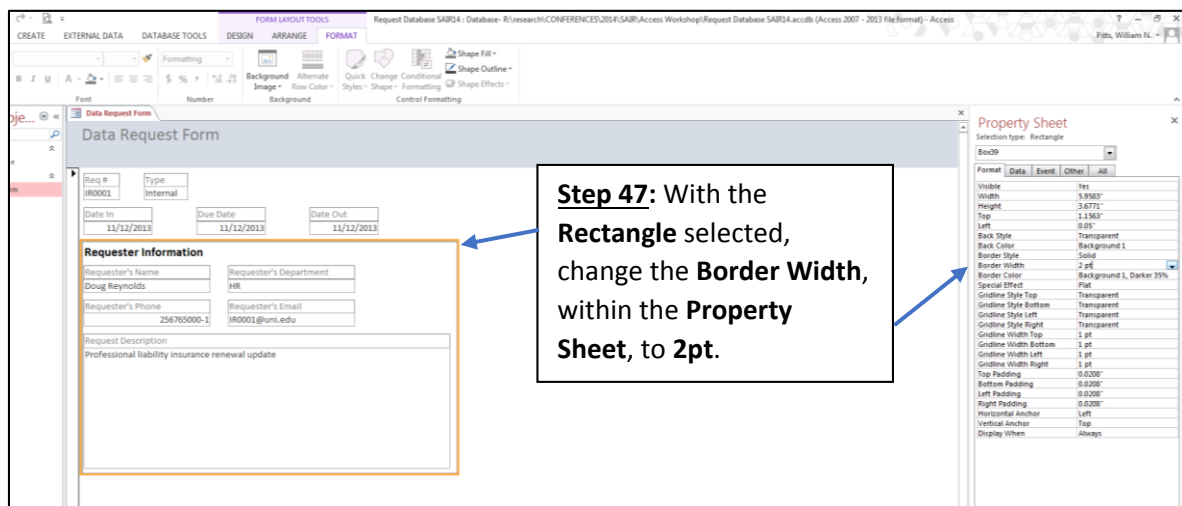 FORM LAYOUT TOOLS
Request Database SAIR14 : Database- R:\research\CONFERENCES\2014\SAIR\Access Workshop\Request Database SAIR14.accdb (Access 2007 - 2013 file format) - Access
CREATE EXTERNAL DATA DATABASE TOOLS DESIGN ARRANGE FORMAT
Pitts, William N.
Formatting
Shape Fill
Shape Outline
Shape Effects
B I U A $ %
Background Image
Alternate Row Color
Quick Styles
Change Shape
Conditional Formatting
Font Number Background Control Formatting
oje...
Data Request Form
Data Request Form
Req # Type
IR0001 Internal
Date In Due Date Date Out
11/12/2013 11/12/2013 11/12/2013
Requester Information
Requester's Name Requester's Department
Doug Reynolds HR
Requester's Phone Requester's Email
256765000-1 IR0001@uni.edu
Request Description
Professional liability insurance renewal update
Step 47: With the
Rectangle selected,
change the Border Width,
within the Property
Sheet, to 2pt.
Property Sheet
Selection type: Rectangle
Box39
Format Data Event Other All
Visible Yes
Width 5.9583"
Height 3.6771"
Top 1.1563"
Left 0.05"
Back Style Transparent
Back Color Background 1
Border Style Solid
Border Width 2 pt
Border Color Background 1, Darker 35%
Special Effect Flat
Gridline Style Top Transparent
Gridline Style Bottom Transparent
Gridline Style Left Transparent
Gridline Style Right Transparent
Gridline Width Top 1 pt
Gridline Width Bottom 1 pt
Gridline Width Left 1 pt
Gridline Width Right 1 pt
Top Padding 0.0208"
Bottom Padding 0.0208"
Left Padding 0.0208"
Right Padding 0.0208"
Horizontal Anchor Left
Vertical Anchor Top
Display When Always